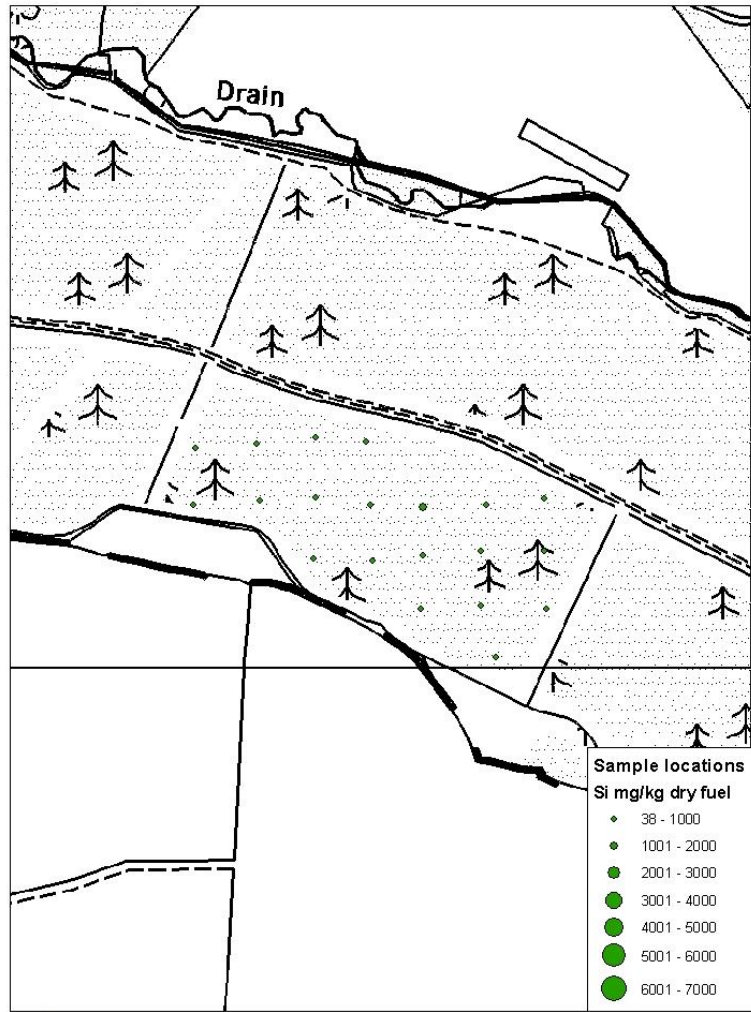 Drain
Sample locations
Si mg/kg dry fuel
38 - 1000
1001 - 2000
2001 - 3000
3001 - 4000
4001 - 5000
5001 - 6000
6001 - 7000